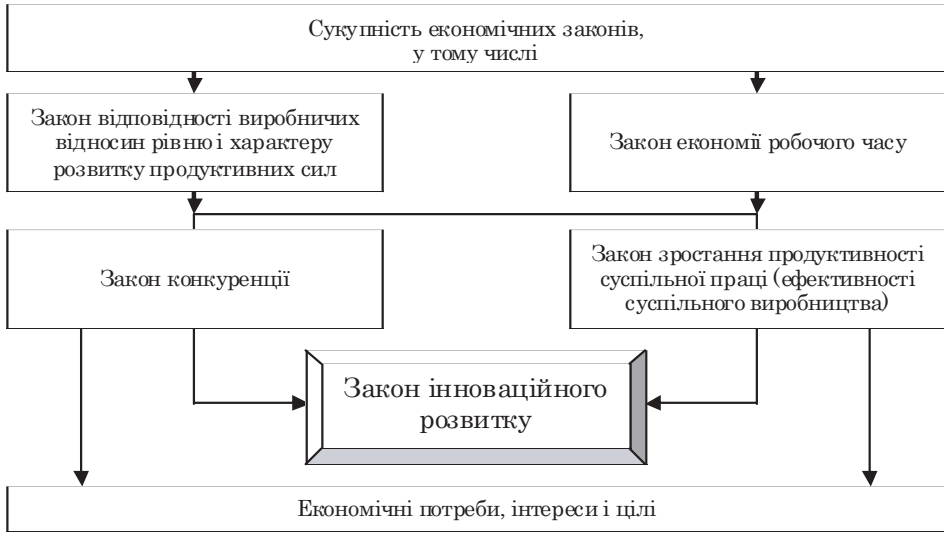 Сукупність економічних законів,
у тому числі
Закон відповідності виробничих
відносин рівню і характеру
розвитку продуктивних сил
Закон економії робочого часу
Закон конкуренції
Закон зростання продуктивності
суспільної праці (ефективності
суспільного виробництва)
Закон інноваційного
розвитку
Економічні потреби, інтереси і цілі